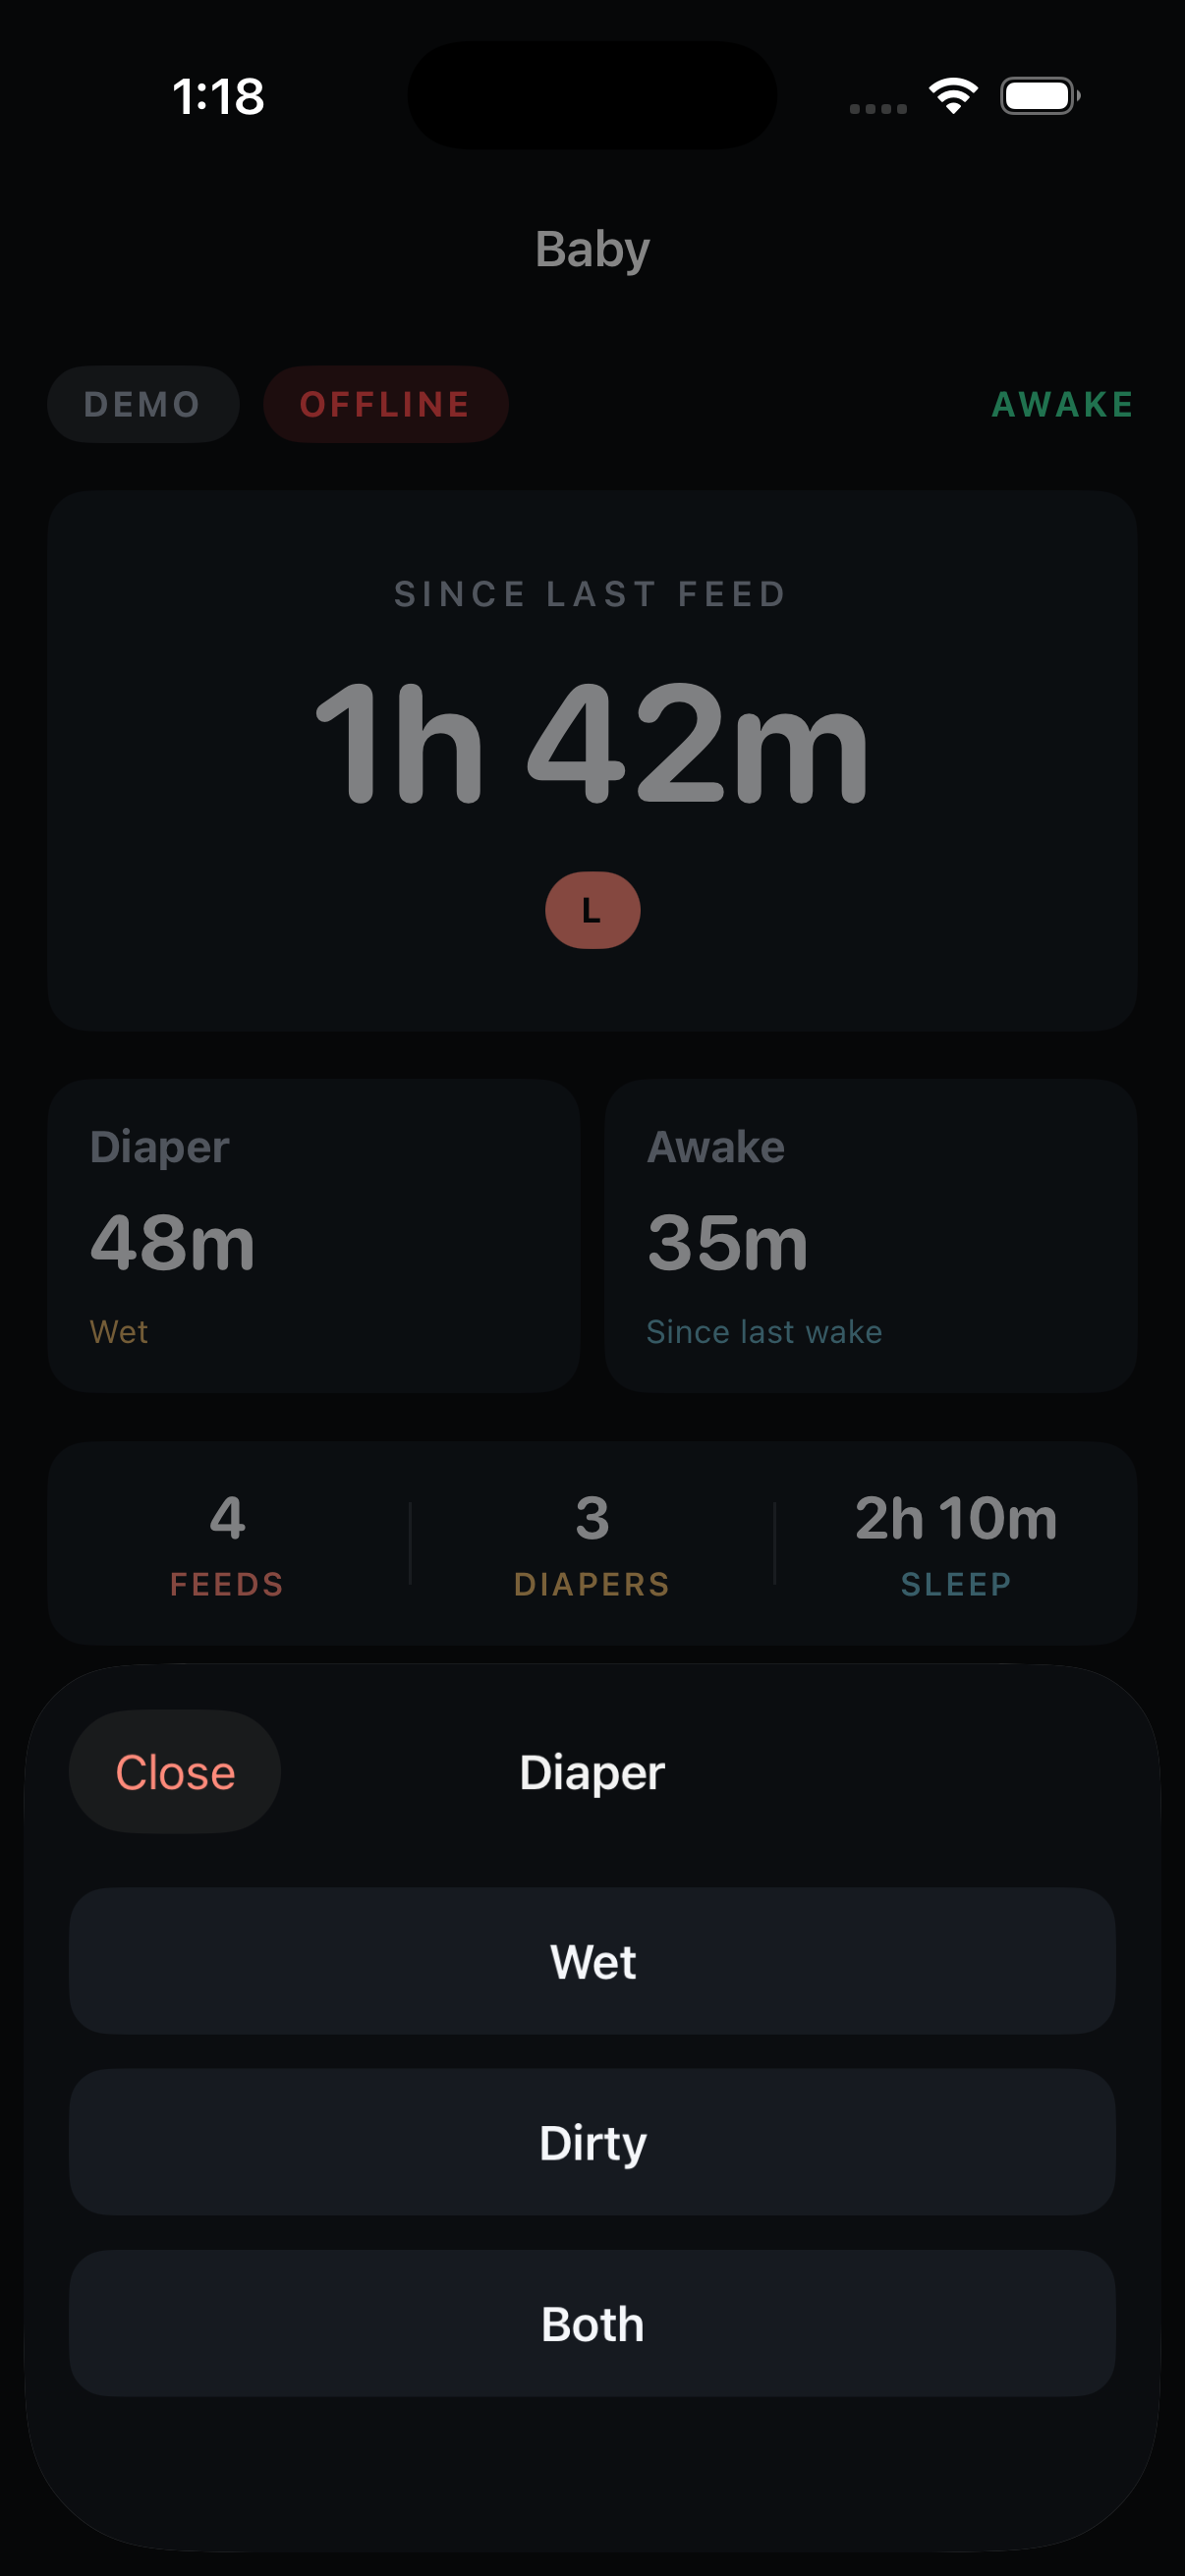 1:18
Baby
DEMO OFFLINE AWAKE
SINCE LAST FEED
1h 42m
L
Diaper Awake
48m 35m
Wet Since last wake
4 3 2h 10m
FEEDS DIAPERS SLEEP
Close Diaper
Wet
Dirty
Both